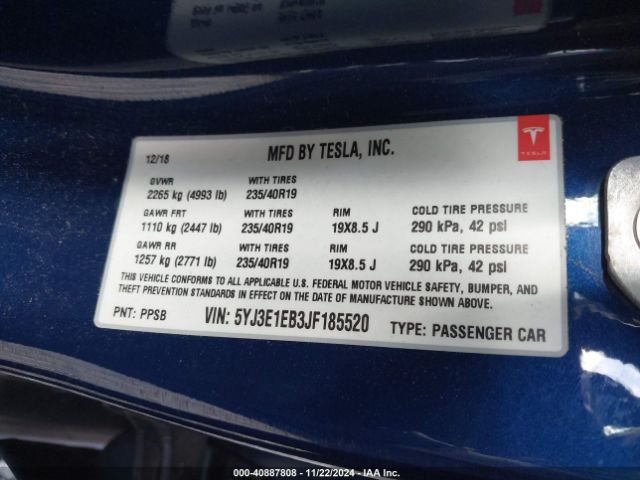 12/18
MFD BY TESLA, INC.
TESLA
GVWR WITH TIRES
2265 kg (4993 lb) 235/40R19
GAWR FRT WITH TIRES RIM COLD TIRE PRESSURE
1110 kg (2447 lb) 235/40R19 19X8.5 J 290 kPa, 42 psi
GAWR RR WITH TIRES RIM COLD TIRE PRESSURE
1257 kg (2771 lb) 235/40R19 19X8.5 J 290 kPa, 42 psi
THIS VEHICLE CONFORMS TO ALL APPLICABLE U.S. FEDERAL MOTOR VEHICLE SAFETY, BUMPER, AND
THEFT PREVENTION STANDARDS IN EFFECT ON THE DATE OF MANUFACTURE SHOWN ABOVE.
PNT: PPSB VIN: 5YJ3E1EB3JF185520 TYPE: PASSENGER CAR
000-40887808 - 11/22/2024 - IAA Inc.